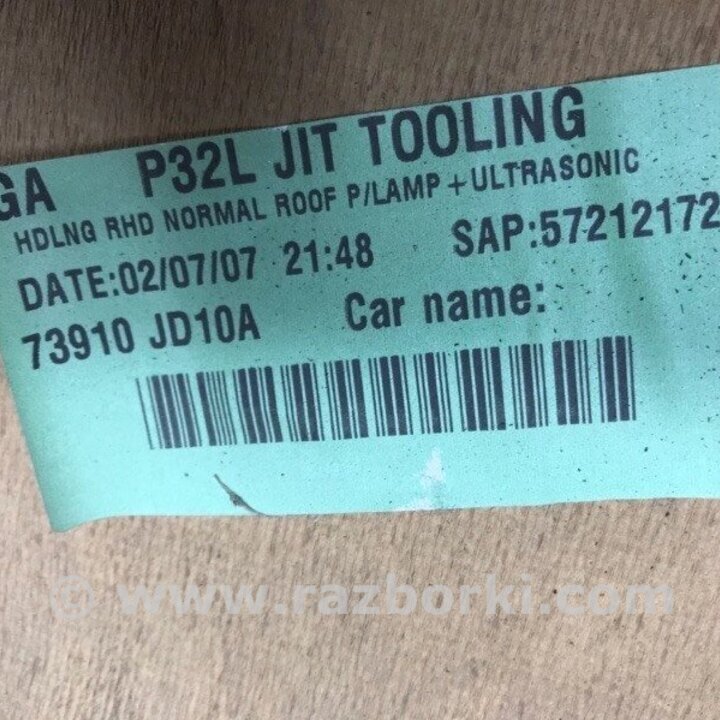 GA P32L JIT TOOLING
HDLNG RHD NORMAL ROOF P/LAMP+ULTRASONIC
DATE:02/07/07 21:48 SAP:57212172
73910 JD10A Car name:
© www.razborki.com